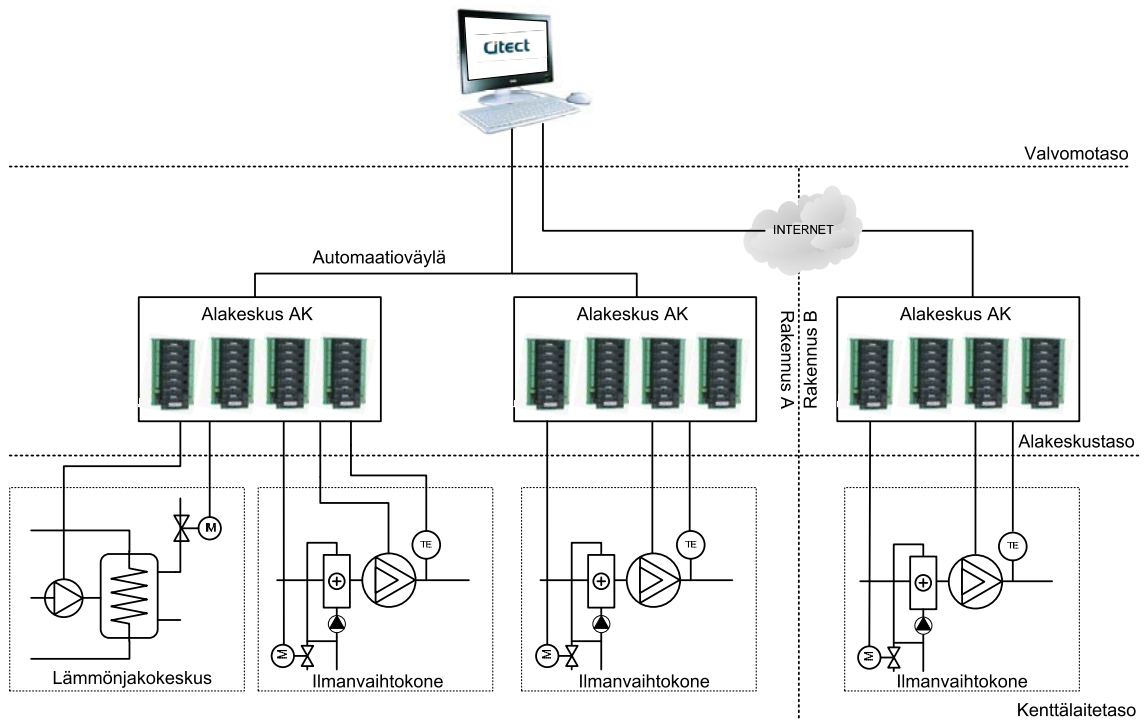 Citect
Valvomotaso
INTERNET
Automaatioväylä
Alakeskus AK
Alakeskus AK
Alakeskus AK
Rakennus A
Rakennus B
Alakeskustaso
M
TE
TE
TE
M
M
M
Lämmönjakokeskus
Ilmanvaihtokone
Ilmanvaihtokone
Ilmanvaihtokone
Kenttälaitetaso